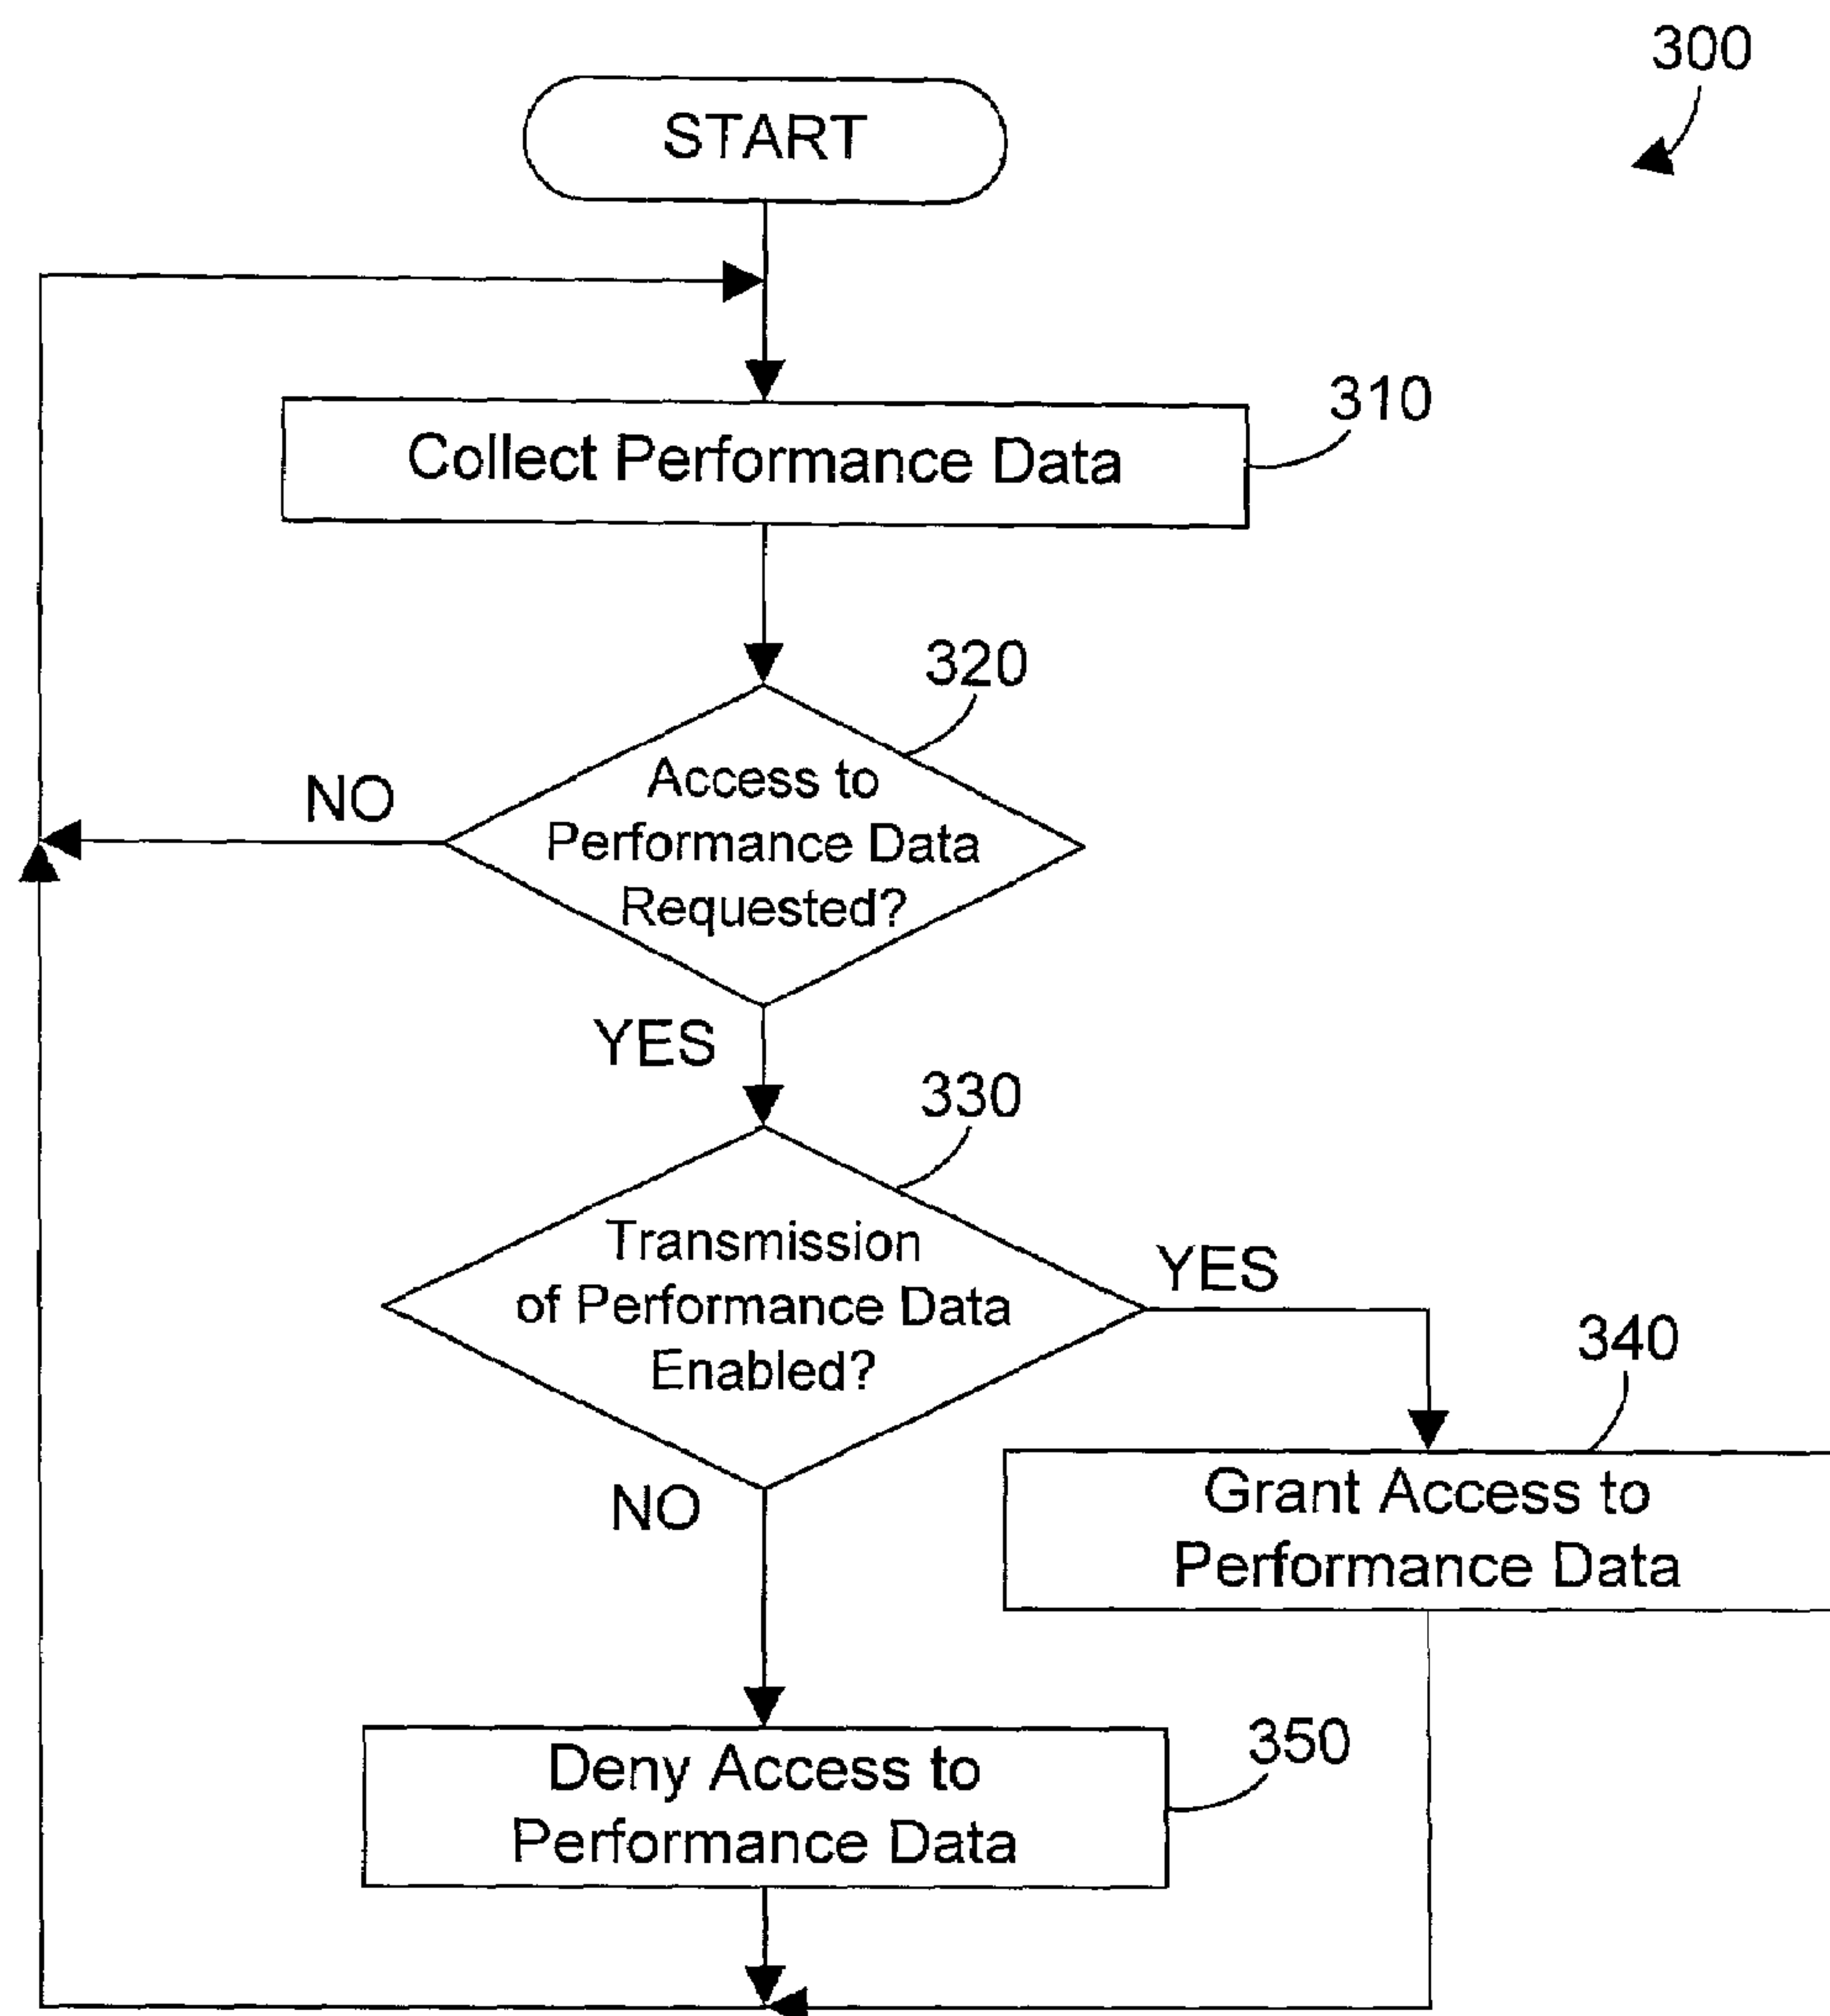 300
START
310
Collect Performance Data
320
Access to
Performance Data
Requested?
NO
YES
330
Transmission
of Performance Data
Enabled?
YES
340
NO
Grant Access to
Performance Data
350
Deny Access to
Performance Data